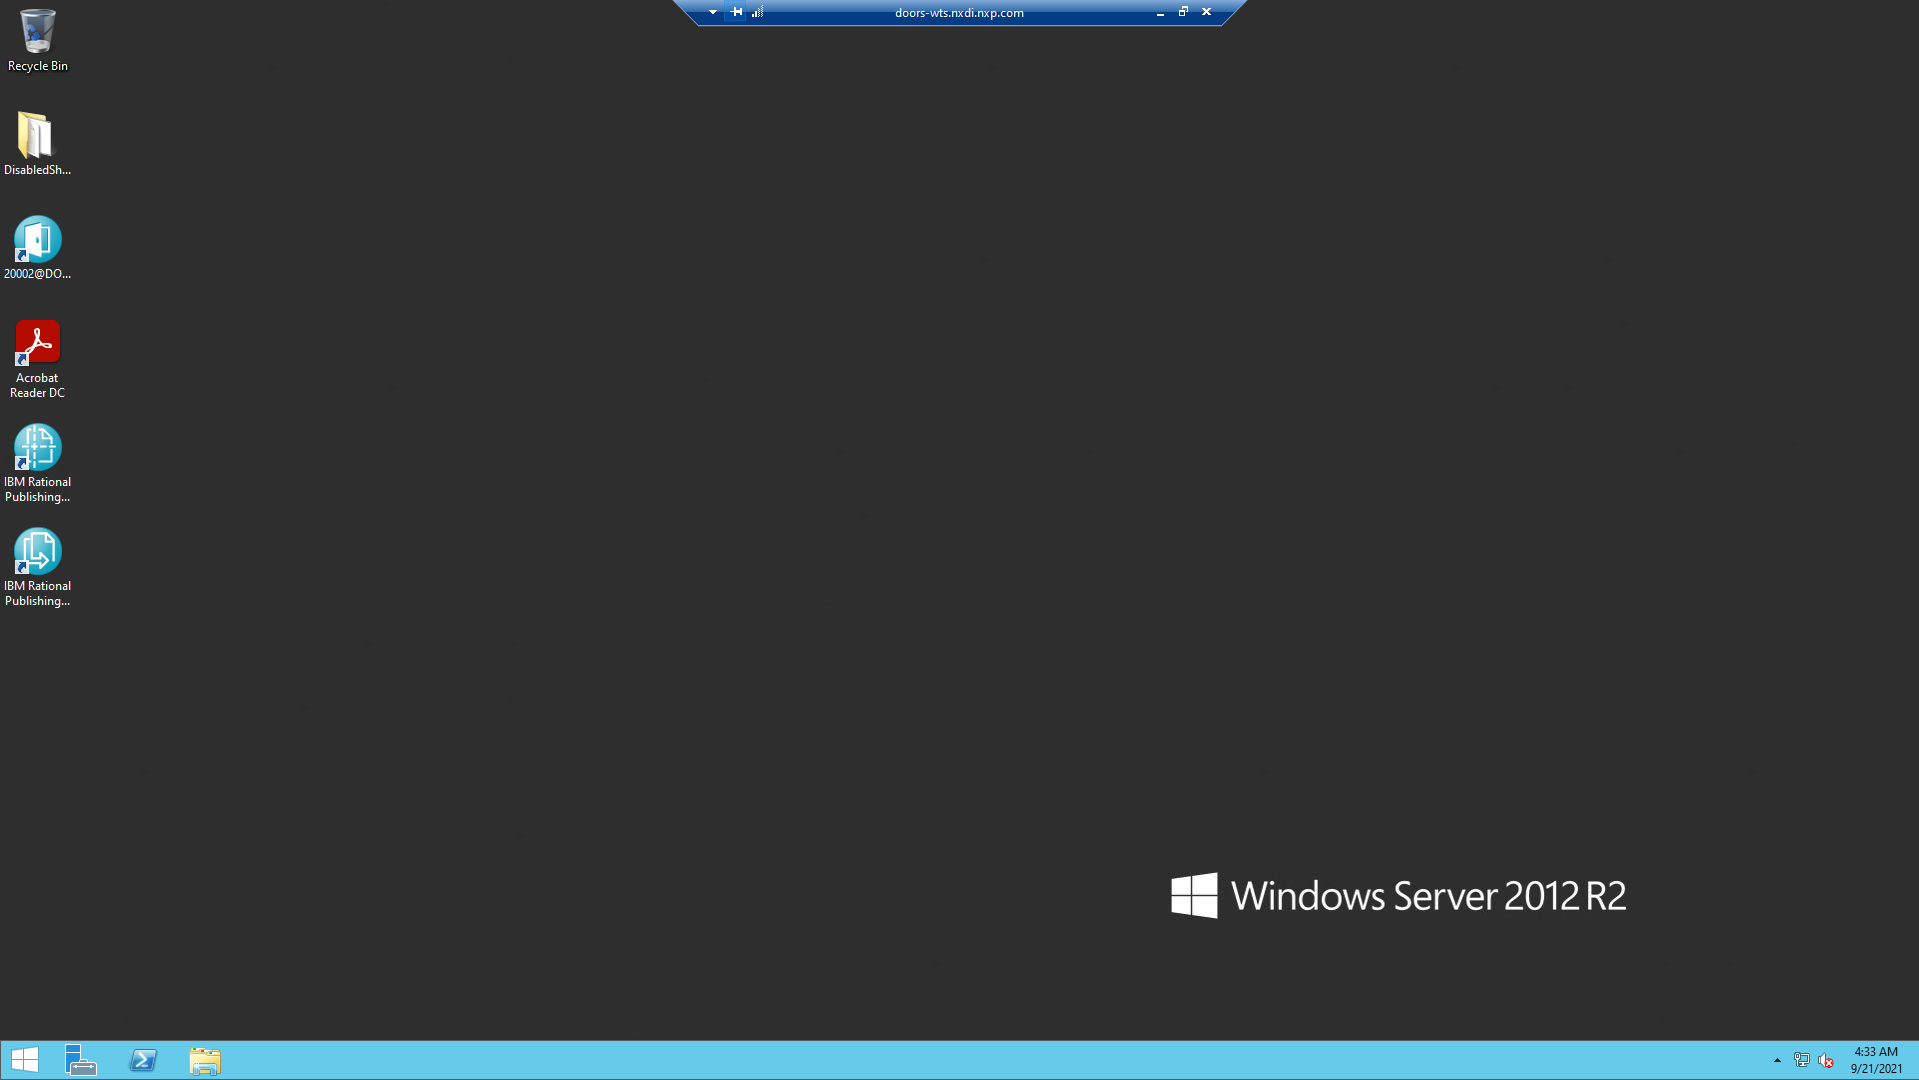 doors-wts.nxdi.nxp.com
Recycle Bin
DisabledSh...
20002@DO...
Acrobat
Reader DC
IBM Rational
Publishing...
IBM Rational
Publishing...
Windows Server 2012 R2
4:33 AM
9/21/2021